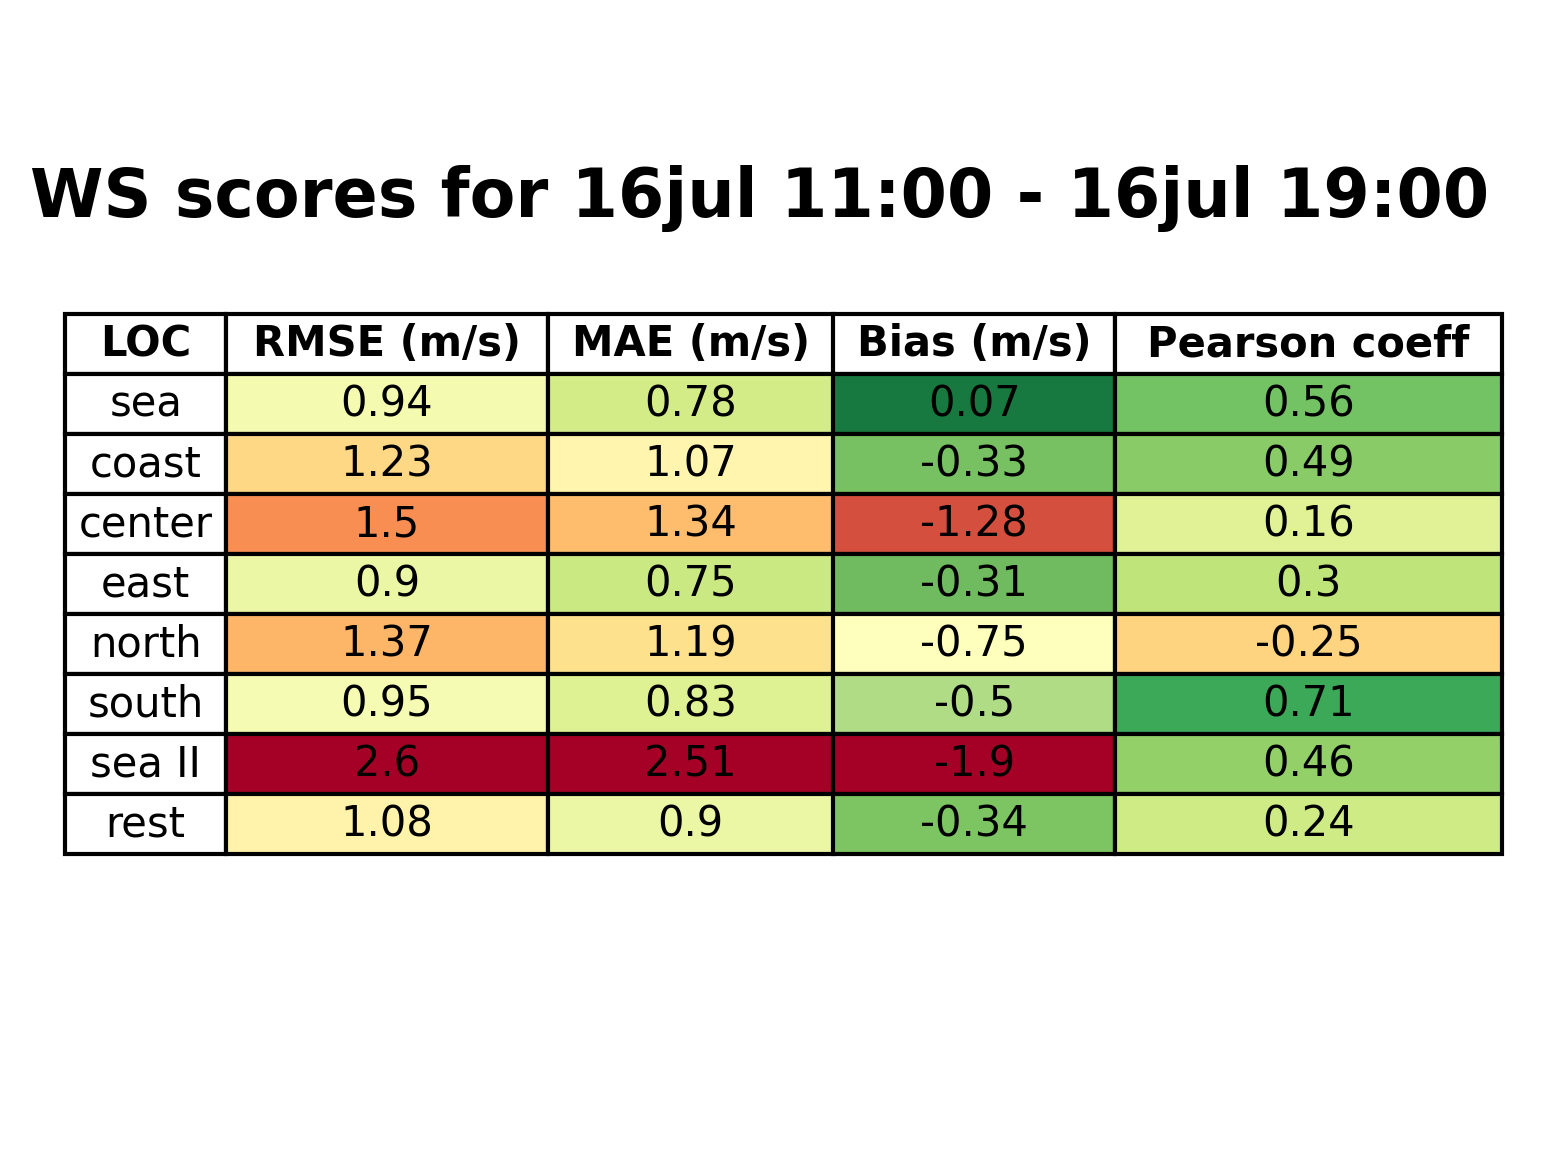 WS scores for 16jul 11:00 - 16jul 19:00
LOC RMSE (m/s) MAE (m/s) Bias (m/s) Pearson coeff
sea 0.94 0.78 0.07 0.56
coast 1.23 1.07 -0.33 0.49
center 1.5 1.34 -1.28 0.16
east 0.9 0.75 -0.31 0.3
north 1.37 1.19 -0.75 -0.25
south 0.95 0.83 -0.5 0.71
sea II 2.6 2.51 -1.9 0.46
rest 1.08 0.9 -0.34 0.24